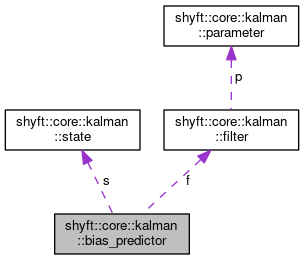 shyft::core::kalman
::parameter
p
shyft::core::kalman
::state
shyft::core::kalman
::filter
s
f
shyft::core::kalman
::bias_predictor